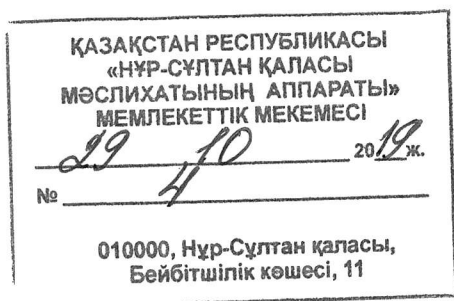 ҚАЗАҚСТАН РЕСПУБЛИКАСЫ
«НҰР-СҰЛТАН ҚАЛАСЫ
МӘСЛИХАТЫНЫҢ АППАРАТЫ»
МЕМЛЕКЕТТІК МЕКЕМЕСІ
29 10 2019 ж.
№ 4
010000, Нұр-Сұлтан қаласы,
Бейбітшілік көшесі, 11